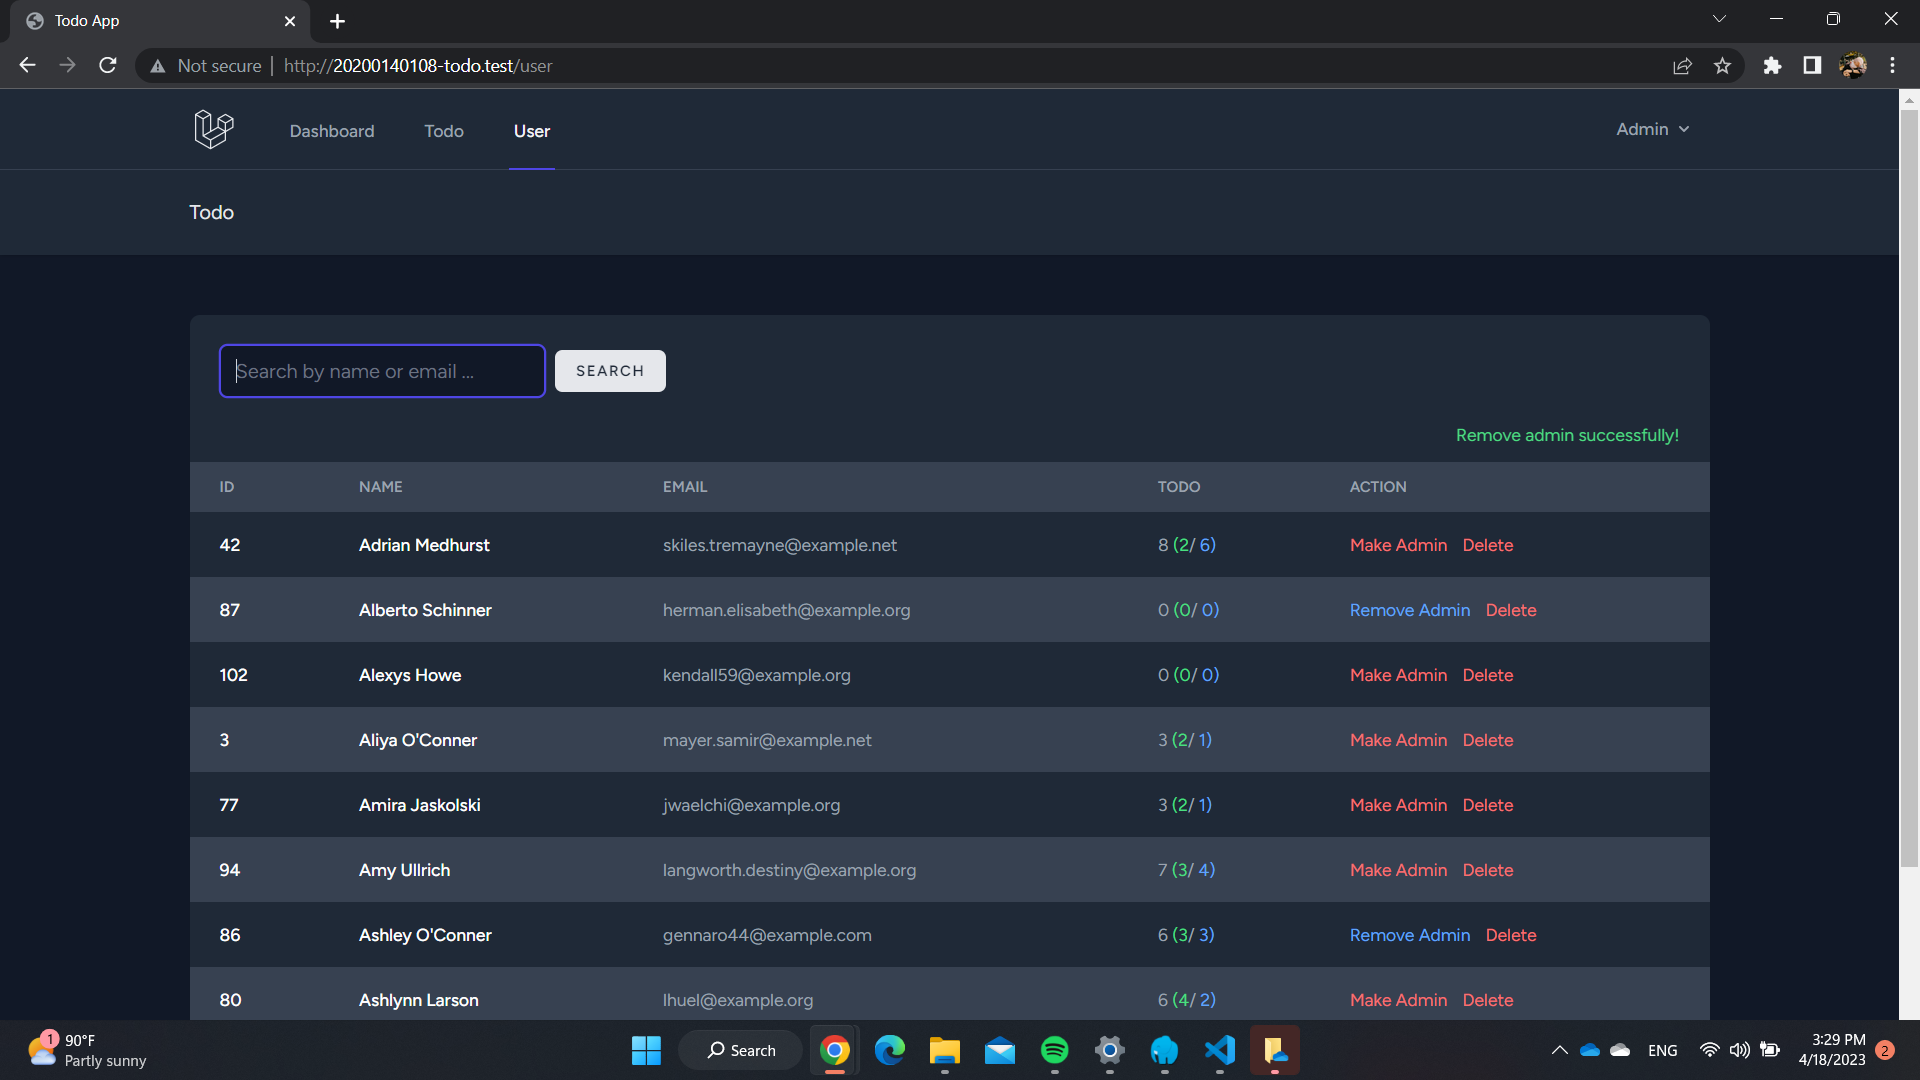 Todo App
Not secure | http://20200140108-todo.test/user
Dashboard Todo User Admin
Todo
Search by name or email ... SEARCH
Remove admin successfully!
ID NAME EMAIL TODO ACTION
42 Adrian Medhurst skiles.tremayne@example.net 8 (2/ 6) Make Admin Delete
87 Alberto Schinner herman.elisabeth@example.org 0 (0/ 0) Remove Admin Delete
102 Alexys Howe kendall59@example.org 0 (0/ 0) Make Admin Delete
3 Aliya O'Conner mayer.samir@example.net 3 (2/ 1) Make Admin Delete
77 Amira Jaskolski jwaelchi@example.org 3 (2/ 1) Make Admin Delete
94 Amy Ullrich langworth.destiny@example.org 7 (3/ 4) Make Admin Delete
86 Ashley O'Conner gennaro44@example.com 6 (3/ 3) Remove Admin Delete
80 Ashlynn Larson lhuel@example.org 6 (4/ 2) Make Admin Delete
1 90°F Search ENG 3:29 PM
Partly sunny 4/18/2023 2